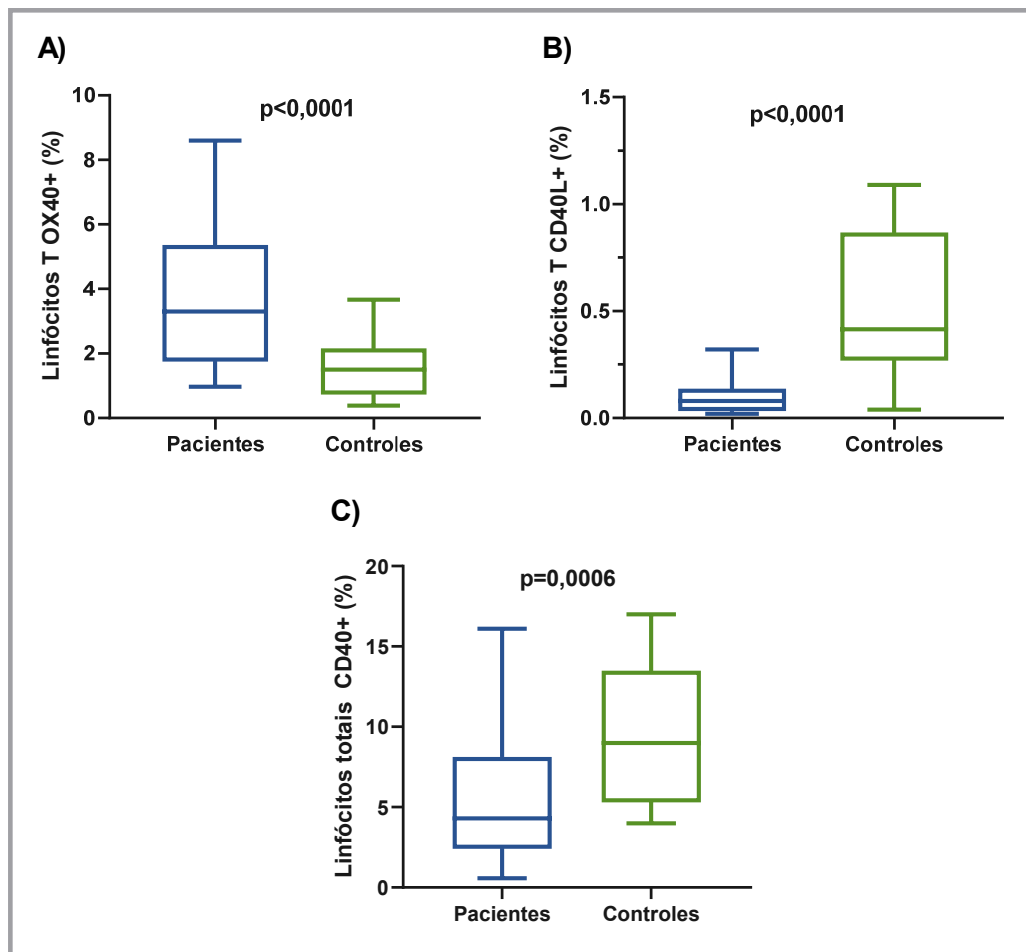 A)
Linfócitos T OX40+ (%)
10
8
6
4
2
0
p<0,0001
Pacientes Controles
B)
Linfócitos T CD40L+ (%)
1.5
1.0
0.5
0.0
p<0,0001
Pacientes Controles
C)
Linfócitos totais CD40+ (%)
20
15
10
5
0
p=0,0006
Pacientes Controles